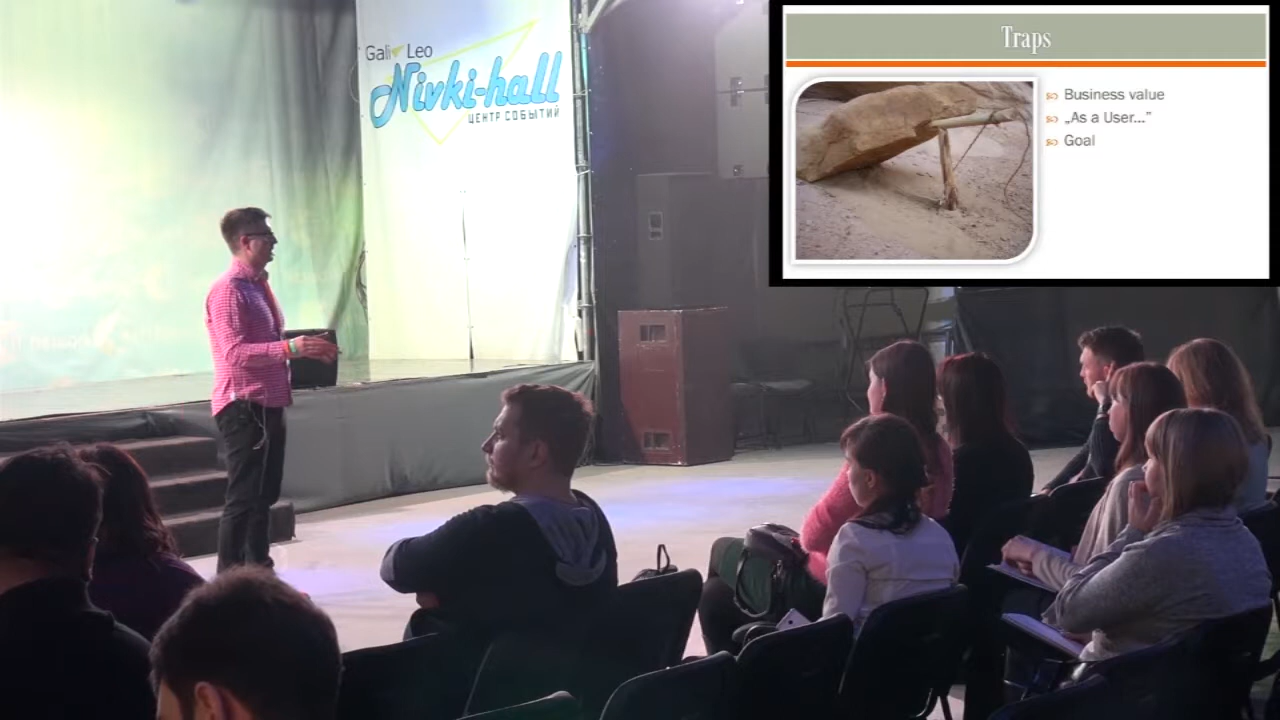 Gali Leo
Nivki-hall
ЦЕНТР СОБЫТИЙ
Traps
Business value
„As a User..."
Goal